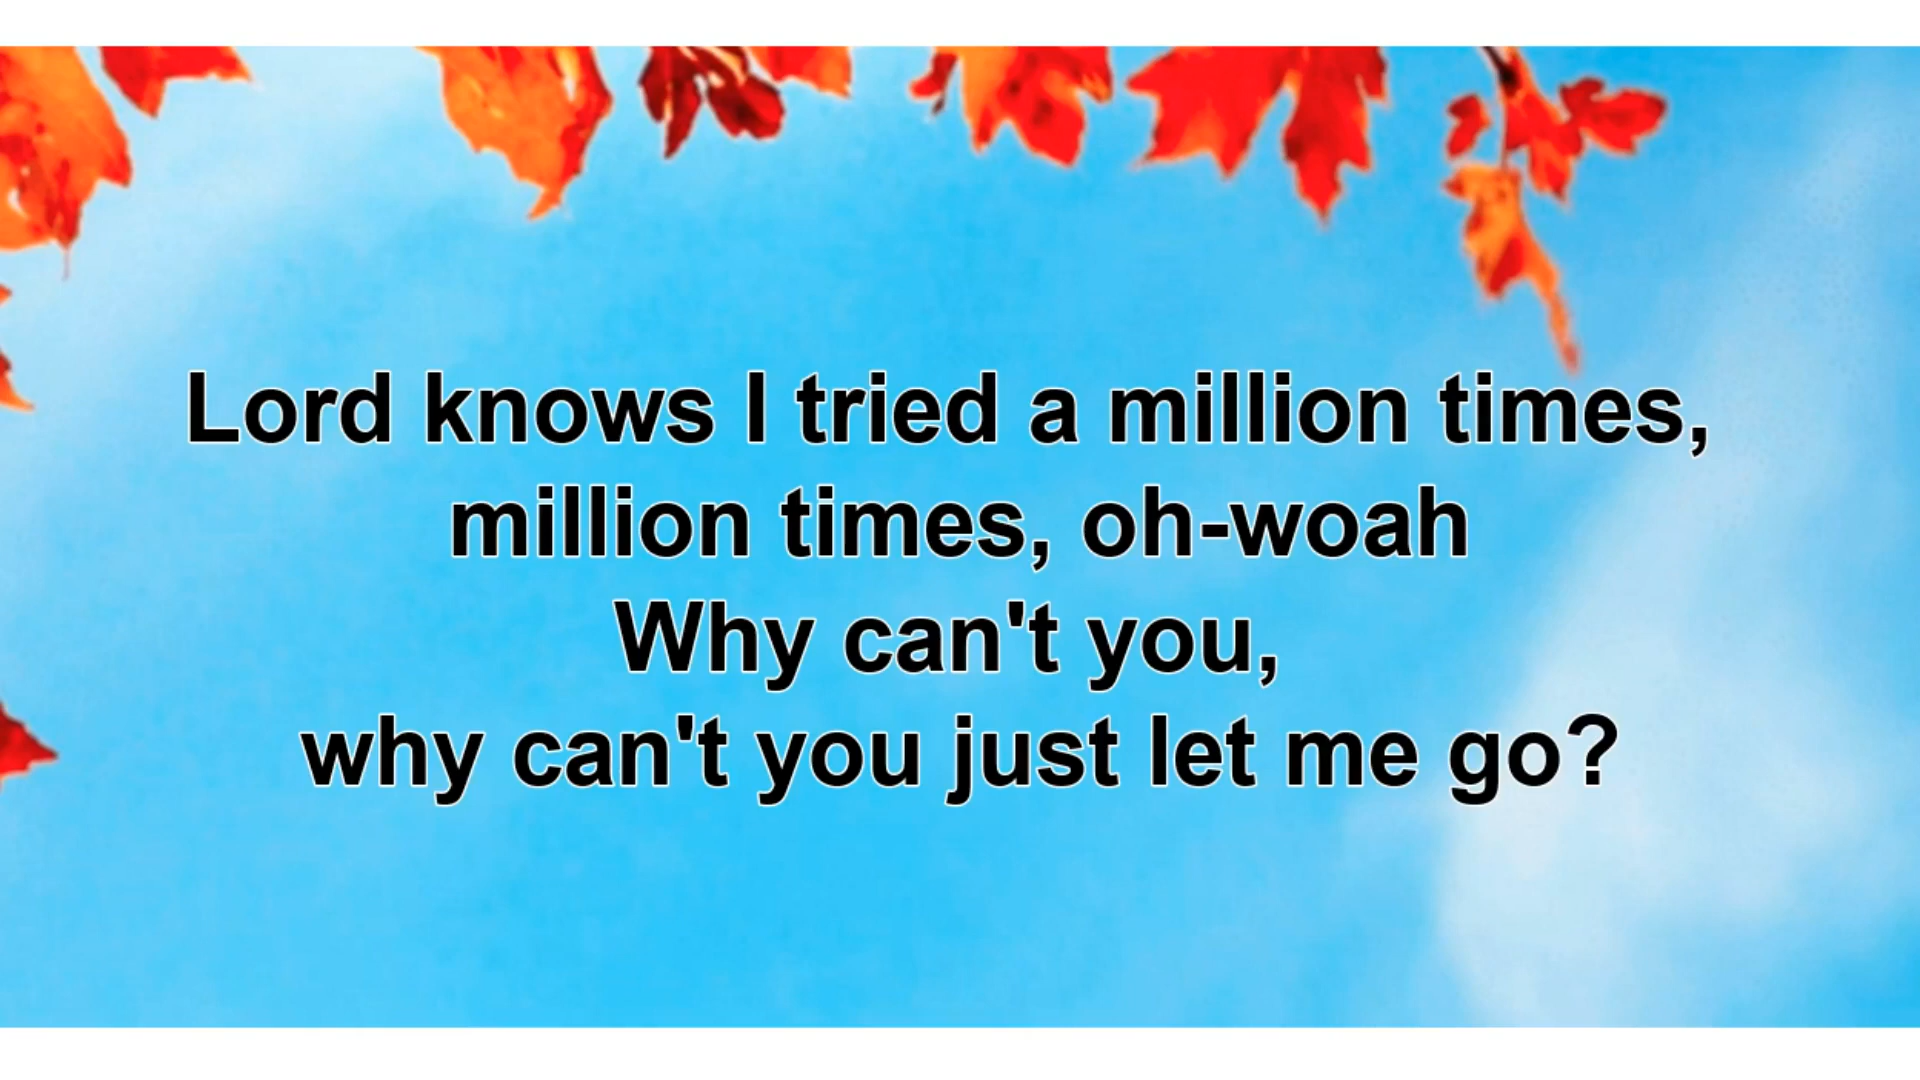 Lord knows I tried a million times,
million times, oh-woah
Why can't you,
why can't you just let me go?